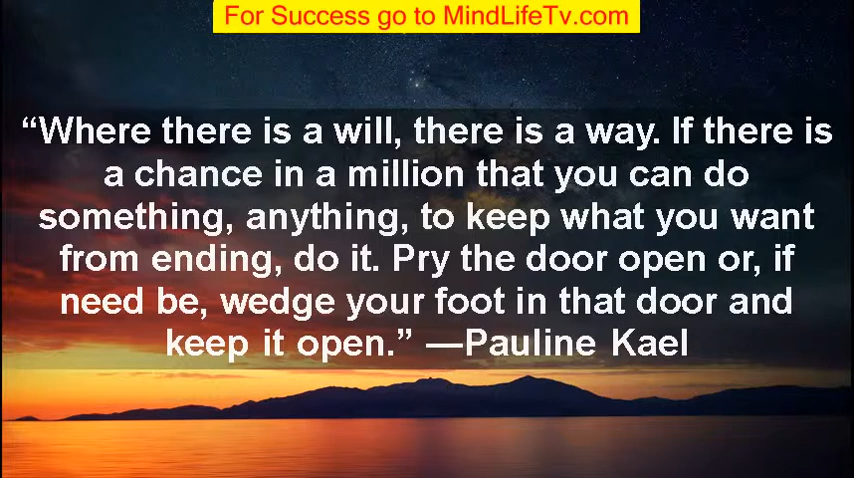 For Success go to MindLifeTv.com
“Where there is a will, there is a way. If there is
a chance in a million that you can do
something, anything, to keep what you want
from ending, do it. Pry the door open or, if
need be, wedge your foot in that door and
keep it open.” —Pauline Kael